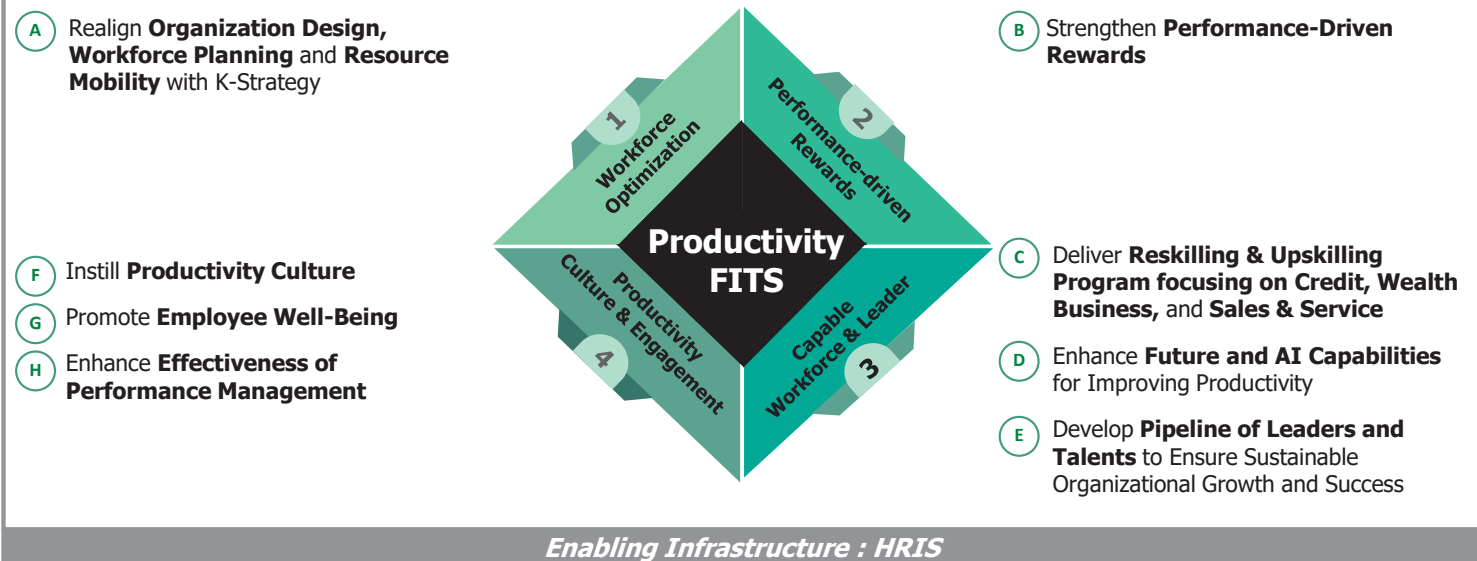 A
Realign Organization Design,
Workforce Planning and Resource
Mobility with K-Strategy
B
Strengthen Performance-Driven
Rewards
1
Workforce
Optimization
2
Performance-driven
Rewards
Productivity
FITS
F
Instill Productivity Culture
G
Promote Employee Well-Being
H
Enhance Effectiveness of
Performance Management
4
Productivity
Culture & Engagement
3
Capable
Workforce & Leader
C
Deliver Reskilling & Upskilling
Program focusing on Credit, Wealth
Business, and Sales & Service
D
Enhance Future and AI Capabilities
for Improving Productivity
E
Develop Pipeline of Leaders and
Talents to Ensure Sustainable
Organizational Growth and Success
Enabling Infrastructure : HRIS